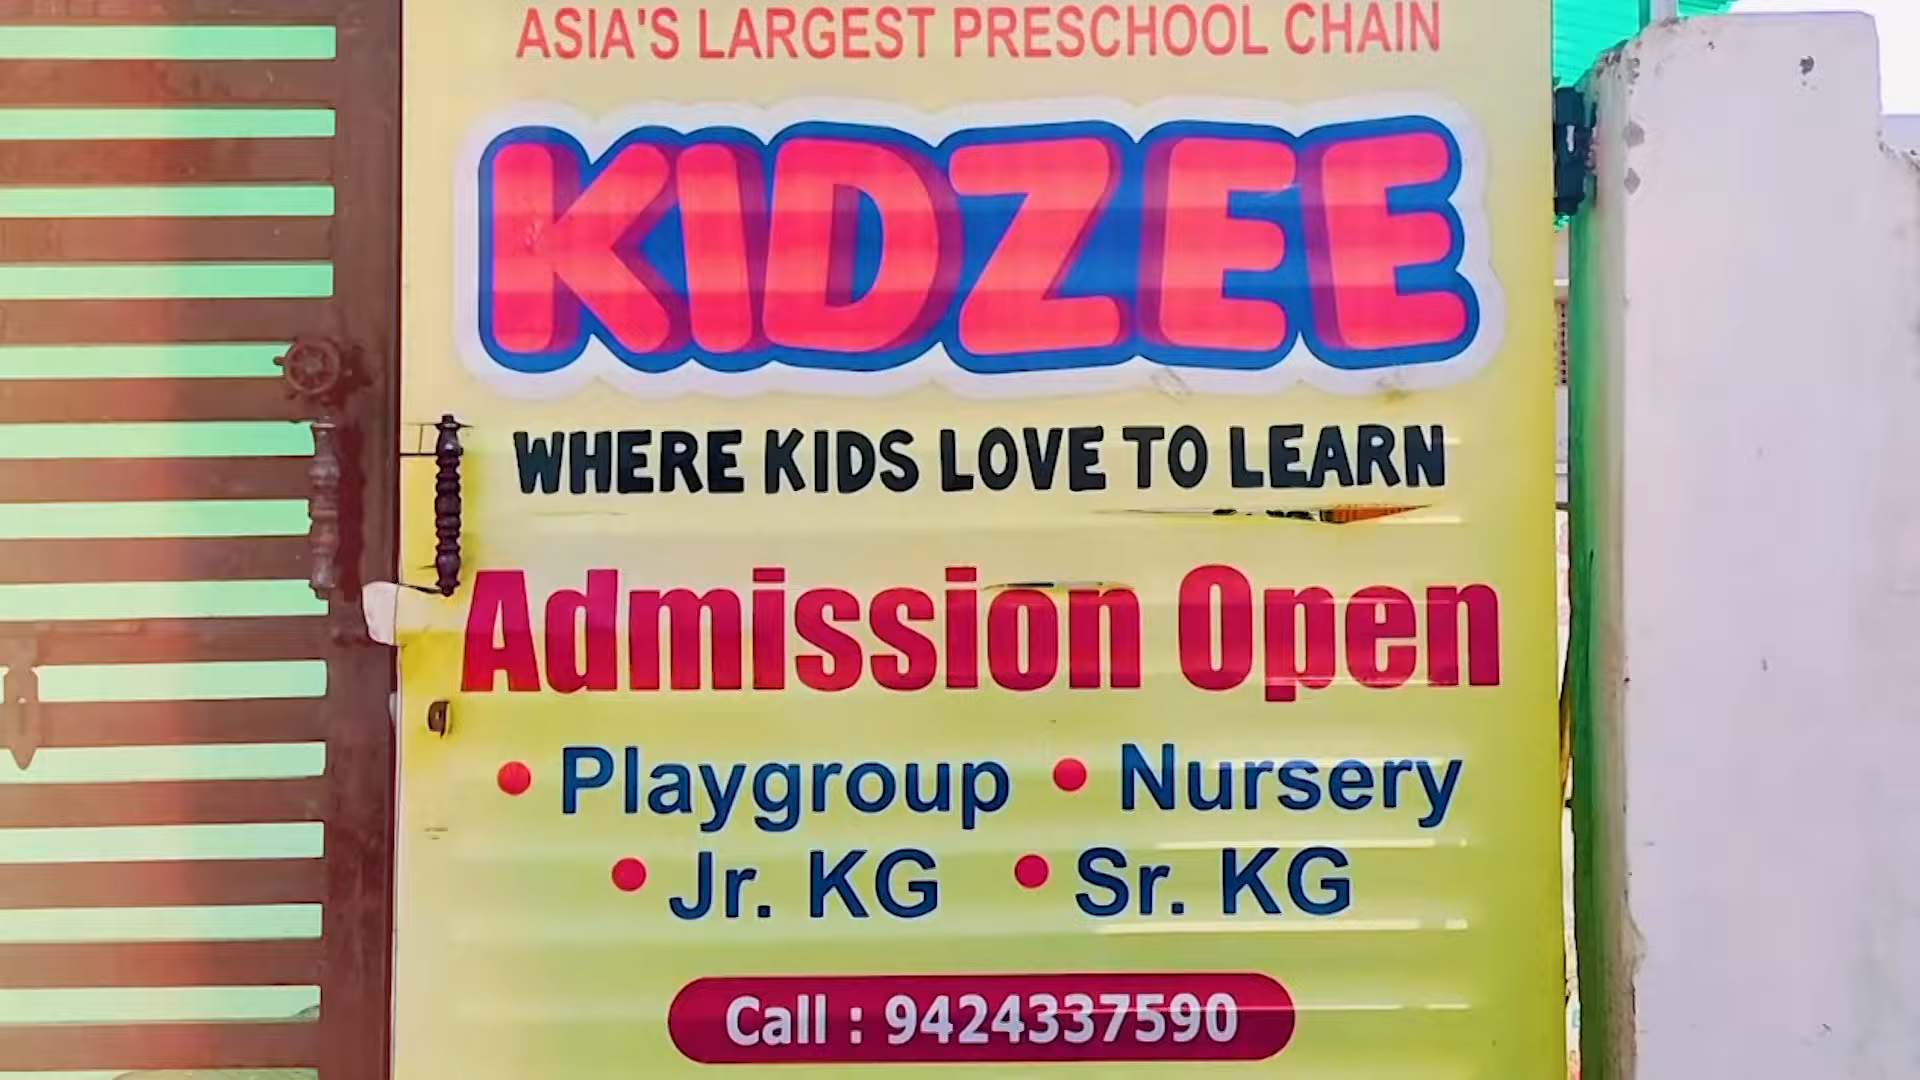 ASIA'S LARGEST PRESCHOOL CHAIN
KIDZEE
WHERE KIDS LOVE TO LEARN
Admission Open
• Playgroup • Nursery
• Jr. KG • Sr. KG
Call : 9424337590